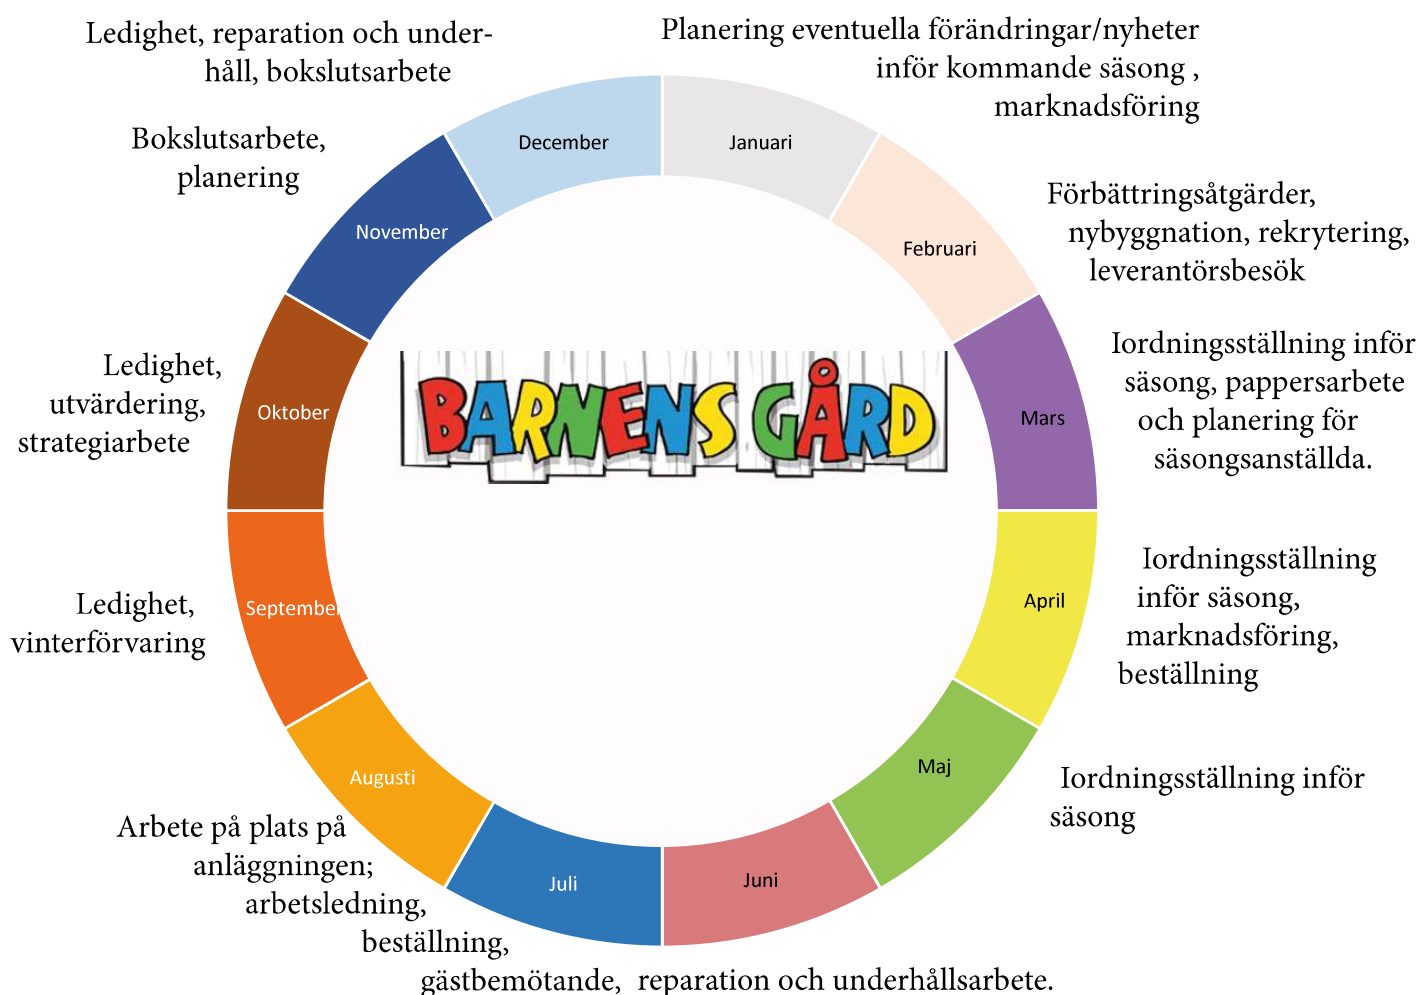 Planering eventuella förändringar/nyheter
inför kommande säsong ,
marknadsföring
Januari
Förbättringsåtgärder,
nybyggnation, rekrytering,
leverantörsbesök
Februari
Iordningsställning inför
säsong, pappersarbete
och planering för
säsongsanställda.
Mars
Iordningsställning
inför säsong,
marknadsföring,
beställning
April
Iordningsställning inför
säsong
Maj
Juni
Juli
Augusti
Arbete på plats på
anläggningen;
arbetsledning,
beställning,
gästbemötande, reparation och underhållsarbete.
September
Ledighet,
vinterförvaring
Oktober
Ledighet,
utvärdering,
strategiarbete
November
Bokslutsarbete,
planering
December
Ledighet, reparation och under-
håll, bokslutsarbete
BARNENS GÅRD